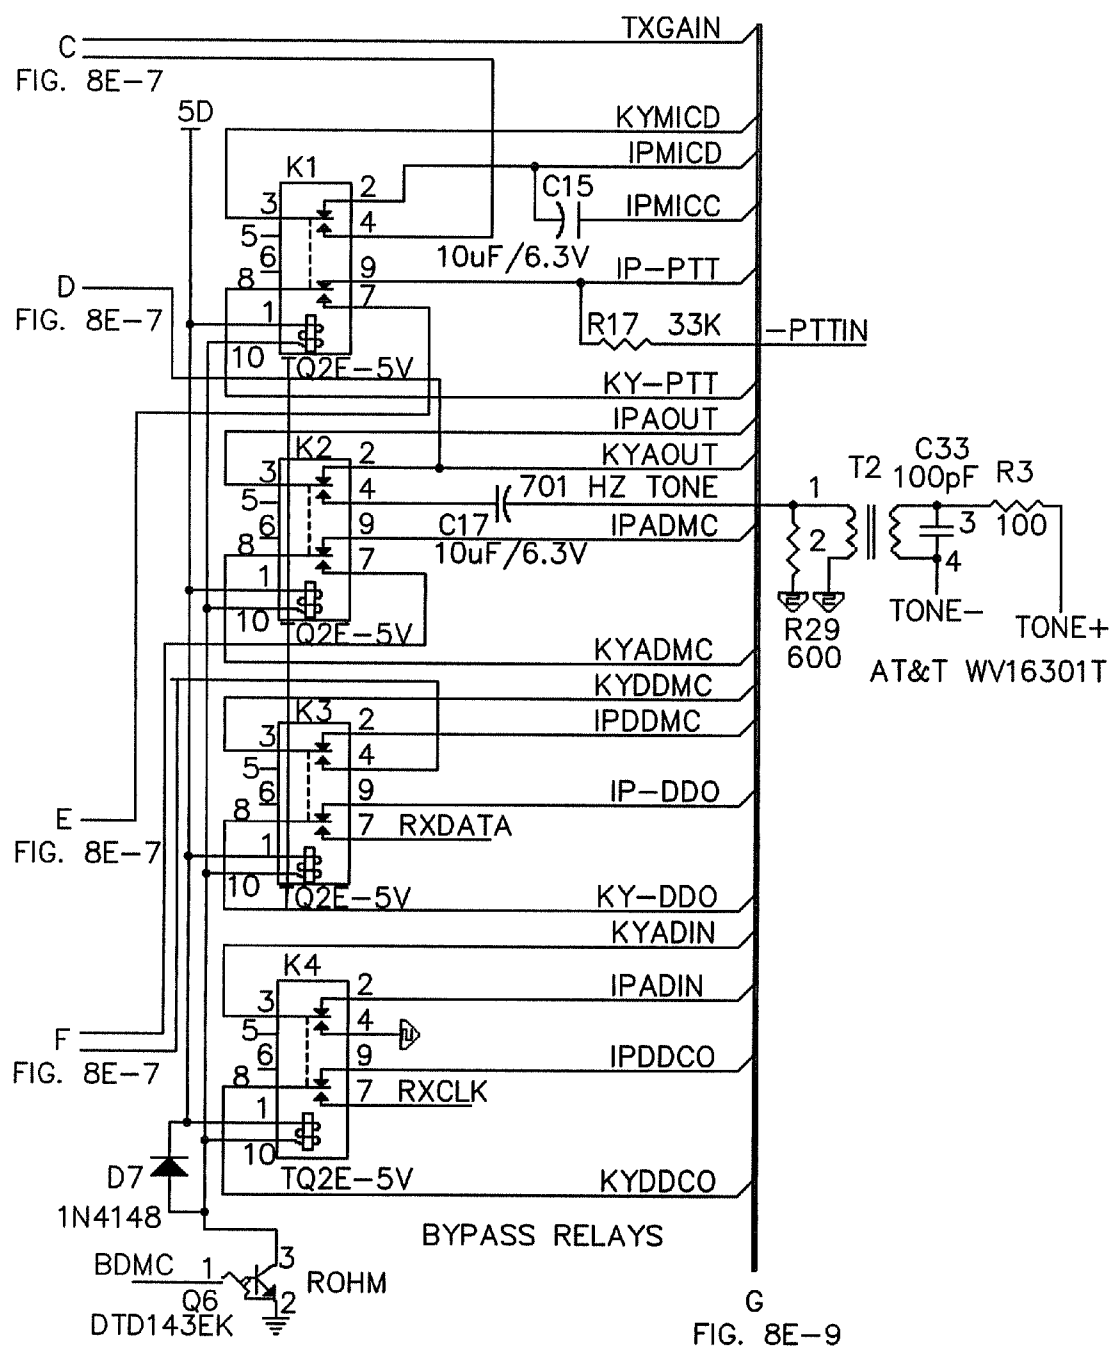 TXGAIN
C
FIG. 8E-7
5D
KYMICD
IPMICD
K1
2
C15
3
4
IPMICC
5
10uF/6.3V
6
9
IP-PTT
8
7
D
FIG. 8E-7
1
R17 33K
-PTTIN
10
TQ2E-5V
KY-PTT
IPAOUT
K2
2
KYAOUT
3
4
701 HZ TONE
5
C17
10uF/6.3V
6
9
IPADMC
8
7
1
10
TQ2E-5V
C33
100pF
T2
R3
1
2
3
100
4
TONE-
TONE+
R29
600
AT&T WV16301T
KYADMC
KYDDMC
K3
2
IPDDMC
3
4
5
6
9
IP-DDO
8
7
RXDATA
E
FIG. 8E-7
1
10
TQ2E-5V
KY-DDO
KYADIN
K4
2
IPADIN
3
4
5
6
9
IPDDCO
8
7
RXCLK
F
FIG. 8E-7
1
10
D7
TQ2E-5V
KYDDCO
1N4148
BYPASS RELAYS
BDMC 1
3
ROHM
Q6
2
DTD143EK
G
FIG. 8E-9